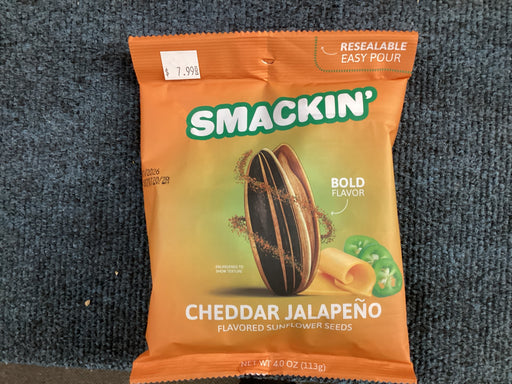 RESEALABLE
EASY POUR
$ 7.99
SMACKIN'
BOLD
FLAVOR
ENLARGED TO
SHOW TEXTURE
CHEDDAR JALAPEÑO
FLAVORED SUNFLOWER SEEDS
NET WT 4.0 OZ (113g)